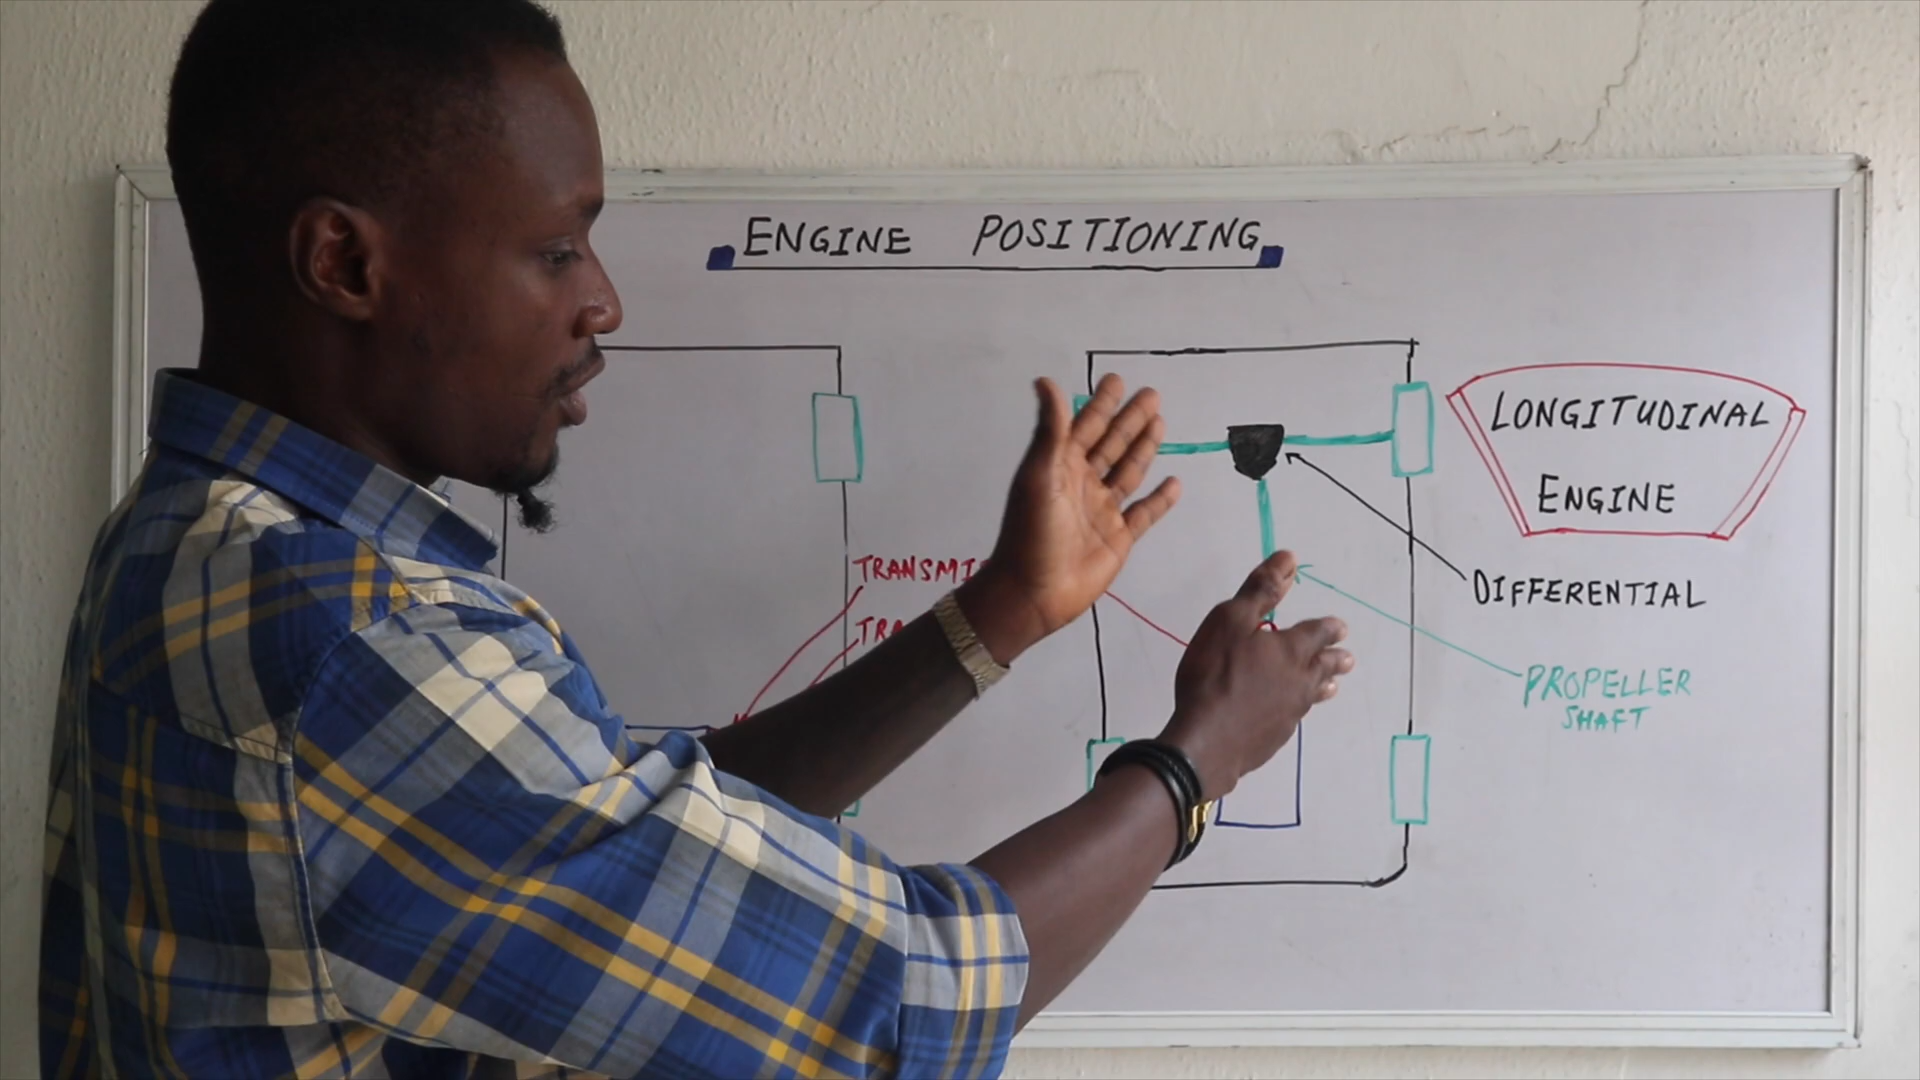 ENGINE POSITIONING
LONGITUDINAL
ENGINE
DIFFERENTIAL
PROPELLER
SHAFT